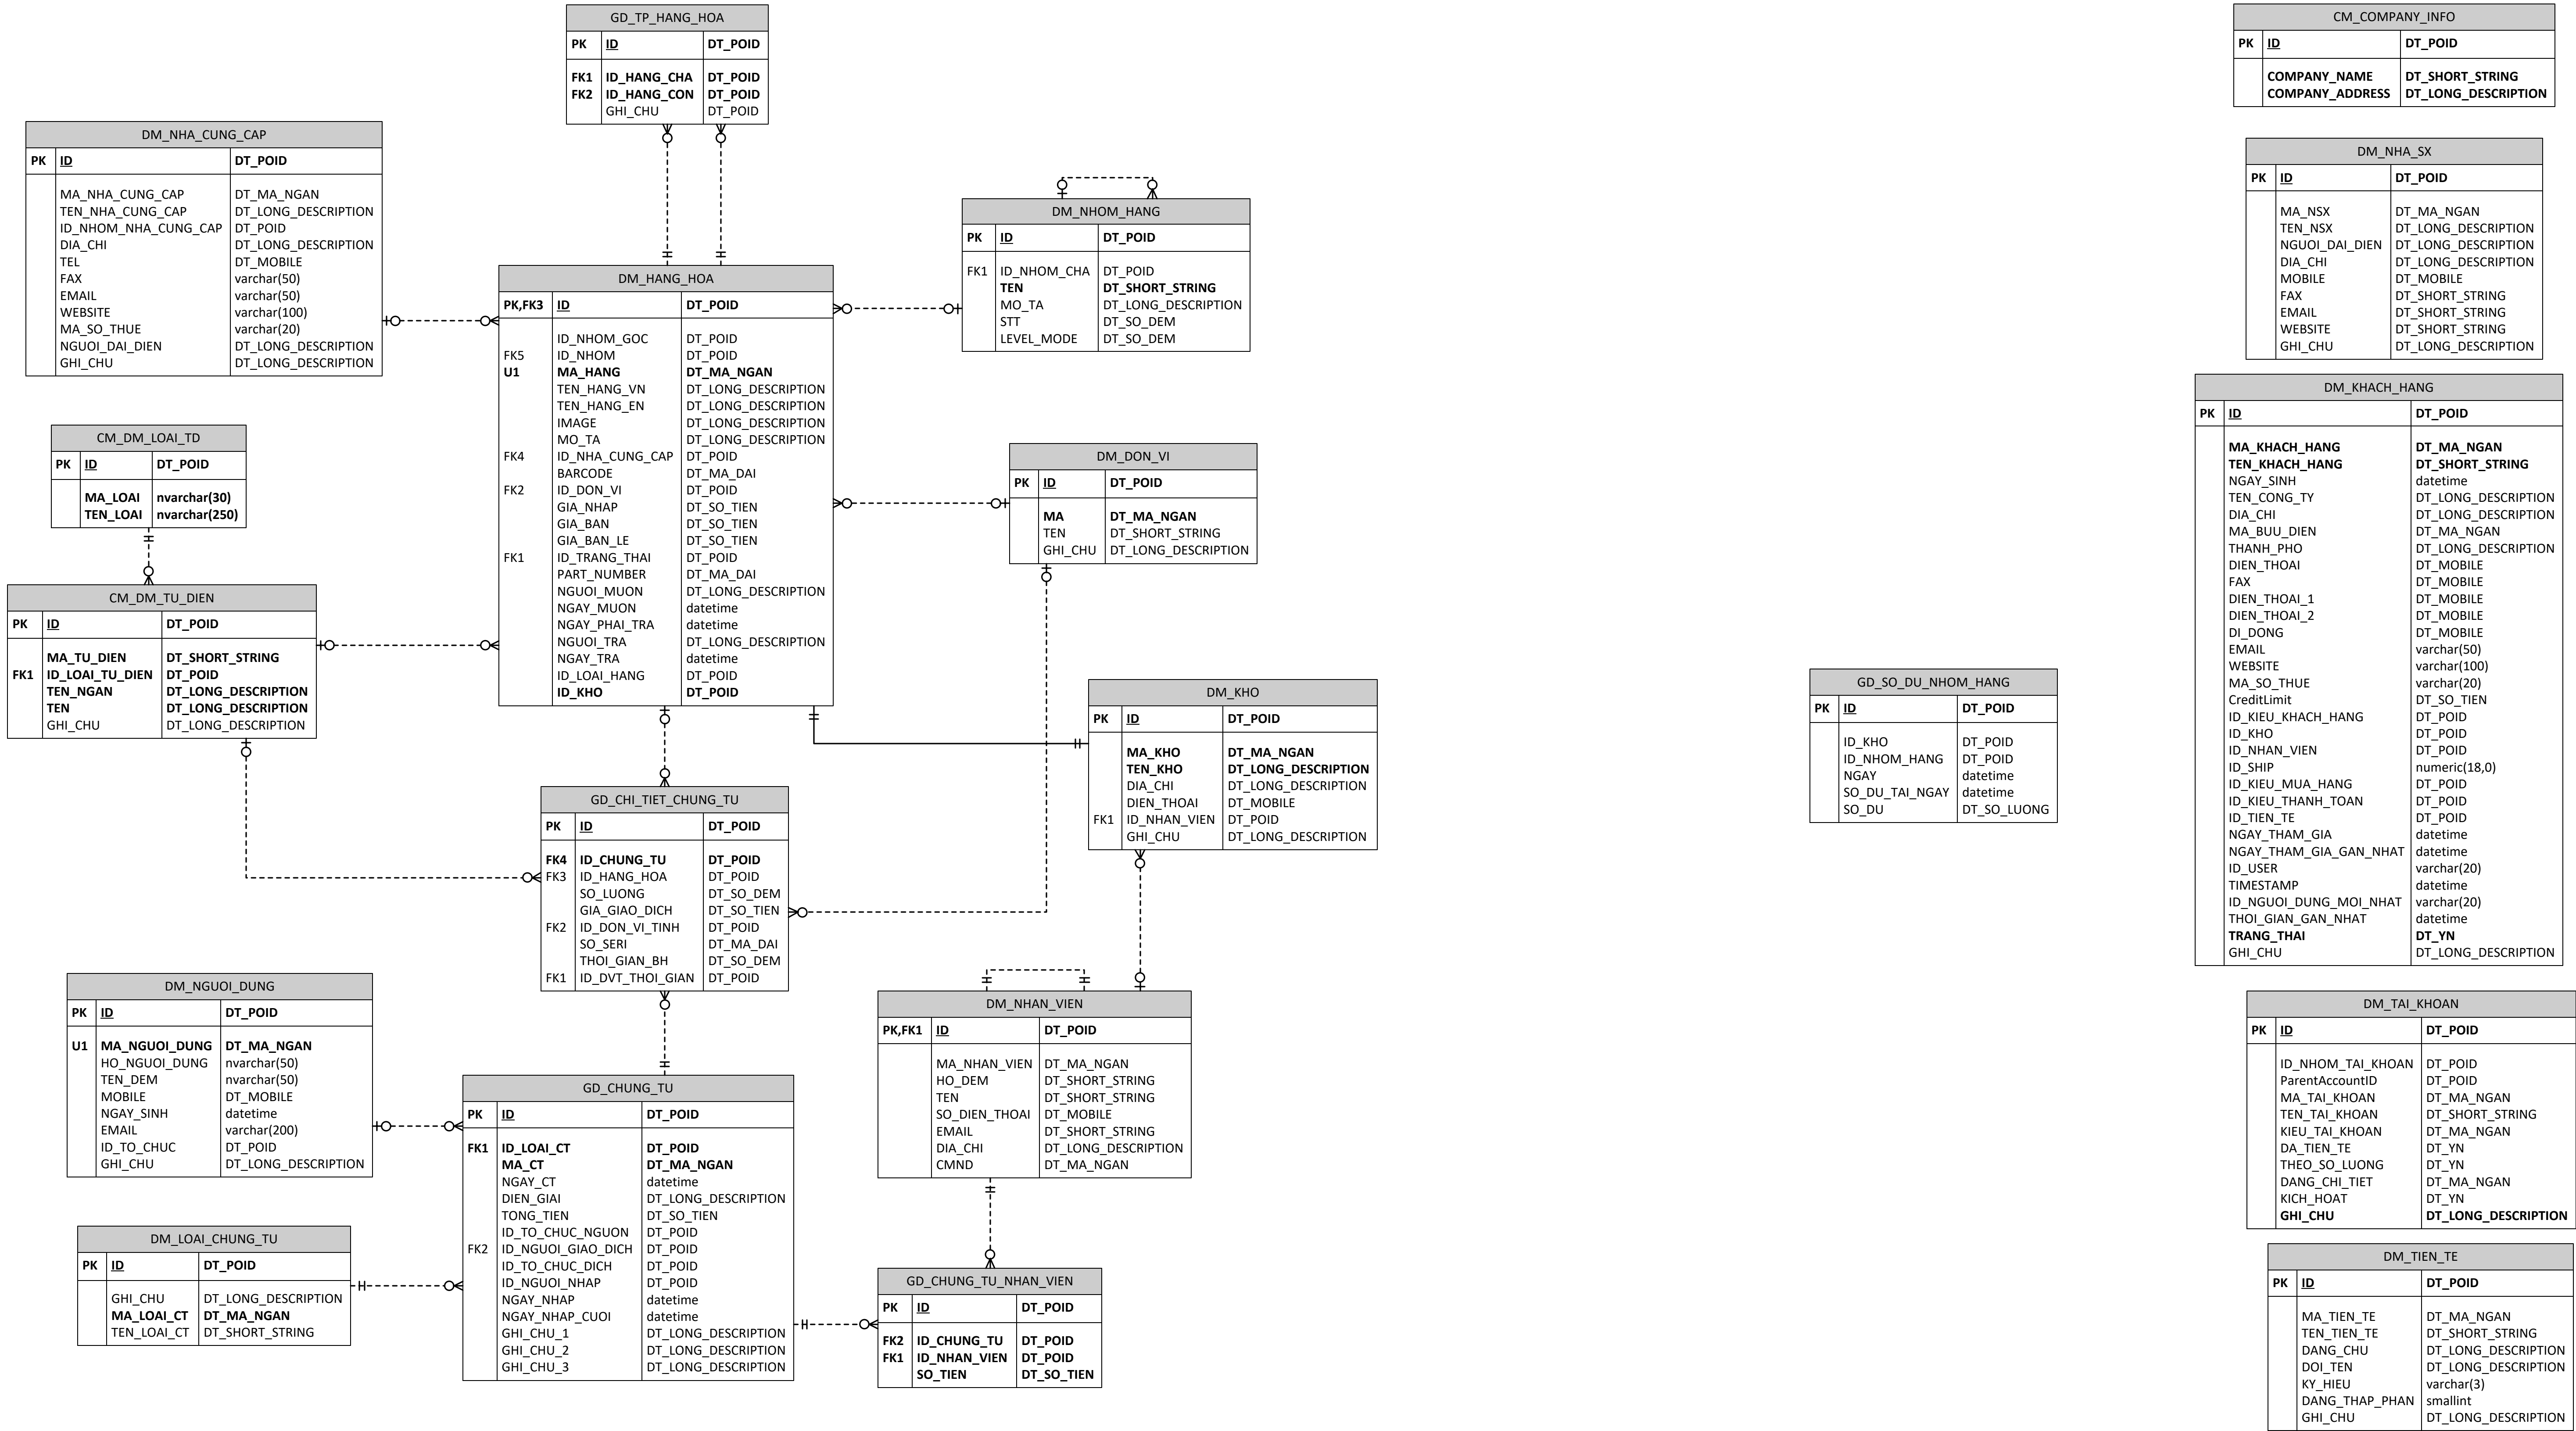 GD_TP_HANG_HOA
PK ID DT_POID
FK1 ID_HANG_CHA DT_POID
FK2 ID_HANG_CON DT_POID
GHI_CHU DT_POID
DM_NHA_CUNG_CAP
PK ID DT_POID
MA_NHA_CUNG_CAP DT_MA_NGAN
TEN_NHA_CUNG_CAP DT_LONG_DESCRIPTION
ID_NHOM_NHA_CUNG_CAP DT_POID
DIA_CHI DT_LONG_DESCRIPTION
TEL DT_MOBILE
FAX varchar(50)
EMAIL varchar(50)
WEBSITE varchar(100)
MA_SO_THUE varchar(20)
NGUOI_DAI_DIEN DT_LONG_DESCRIPTION
GHI_CHU DT_LONG_DESCRIPTION
DM_NHOM_HANG
PK ID DT_POID
FK1 ID_NHOM_CHA DT_POID
TEN DT_SHORT_STRING
MO_TA DT_LONG_DESCRIPTION
STT DT_SO_DEM
LEVEL_MODE DT_SO_DEM
DM_HANG_HOA
PK,FK3 ID DT_POID
ID_NHOM_GOC DT_POID
FK5 ID_NHOM DT_POID
U1 MA_HANG DT_MA_NGAN
TEN_HANG_VN DT_LONG_DESCRIPTION
TEN_HANG_EN DT_LONG_DESCRIPTION
IMAGE DT_LONG_DESCRIPTION
MO_TA DT_LONG_DESCRIPTION
FK4 ID_NHA_CUNG_CAP DT_POID
BARCODE DT_MA_DAI
FK2 ID_DON_VI DT_POID
GIA_NHAP DT_SO_TIEN
GIA_BAN DT_SO_TIEN
GIA_BAN_LE DT_SO_TIEN
FK1 ID_TRANG_THAI DT_POID
PART_NUMBER DT_MA_DAI
NGUOI_MUON DT_LONG_DESCRIPTION
NGAY_MUON datetime
NGAY_PHAI_TRA datetime
NGUOI_TRA DT_LONG_DESCRIPTION
NGAY_TRA datetime
ID_LOAI_HANG DT_POID
ID_KHO DT_POID
CM_DM_LOAI_TD
PK ID DT_POID
MA_LOAI nvarchar(30)
TEN_LOAI nvarchar(250)
DM_DON_VI
PK ID DT_POID
MA DT_MA_NGAN
TEN DT_SHORT_STRING
GHI_CHU DT_LONG_DESCRIPTION
CM_DM_TU_DIEN
PK ID DT_POID
MA_TU_DIEN DT_SHORT_STRING
FK1 ID_LOAI_TU_DIEN DT_POID
TEN_NGAN DT_LONG_DESCRIPTION
TEN DT_LONG_DESCRIPTION
GHI_CHU DT_LONG_DESCRIPTION
DM_KHO
PK ID DT_POID
MA_KHO DT_MA_NGAN
TEN_KHO DT_LONG_DESCRIPTION
DIA_CHI DT_LONG_DESCRIPTION
DIEN_THOAI DT_MOBILE
FK1 ID_NHAN_VIEN DT_POID
GHI_CHU DT_LONG_DESCRIPTION
GD_CHI_TIET_CHUNG_TU
PK ID DT_POID
FK4 ID_CHUNG_TU DT_POID
FK3 ID_HANG_HOA DT_POID
SO_LUONG DT_SO_DEM
GIA_GIAO_DICH DT_SO_TIEN
FK2 ID_DON_VI_TINH DT_POID
SO_SERI DT_MA_DAI
THOI_GIAN_BH DT_SO_DEM
FK1 ID_DVT_THOI_GIAN DT_POID
DM_NGUOI_DUNG
PK ID DT_POID
U1 MA_NGUOI_DUNG DT_MA_NGAN
HO_NGUOI_DUNG nvarchar(50)
TEN_DEM nvarchar(50)
MOBILE DT_MOBILE
NGAY_SINH datetime
EMAIL varchar(200)
ID_TO_CHUC DT_POID
GHI_CHU DT_LONG_DESCRIPTION
DM_NHAN_VIEN
PK,FK1 ID DT_POID
MA_NHAN_VIEN DT_MA_NGAN
HO_DEM DT_SHORT_STRING
TEN DT_SHORT_STRING
SO_DIEN_THOAI DT_MOBILE
EMAIL DT_SHORT_STRING
DIA_CHI DT_LONG_DESCRIPTION
CMND DT_MA_NGAN
GD_CHUNG_TU
PK ID DT_POID
FK1 ID_LOAI_CT DT_POID
MA_CT DT_MA_NGAN
NGAY_CT datetime
DIEN_GIAI DT_LONG_DESCRIPTION
TONG_TIEN DT_SO_TIEN
ID_TO_CHUC_NGUON DT_POID
FK2 ID_NGUOI_GIAO_DICH DT_POID
ID_TO_CHUC_DICH DT_POID
ID_NGUOI_NHAP DT_POID
NGAY_NHAP datetime
NGAY_NHAP_CUOI datetime
GHI_CHU_1 DT_LONG_DESCRIPTION
GHI_CHU_2 DT_LONG_DESCRIPTION
GHI_CHU_3 DT_LONG_DESCRIPTION
DM_LOAI_CHUNG_TU
PK ID DT_POID
GHI_CHU DT_LONG_DESCRIPTION
MA_LOAI_CT DT_MA_NGAN
TEN_LOAI_CT DT_SHORT_STRING
GD_CHUNG_TU_NHAN_VIEN
PK ID DT_POID
FK2 ID_CHUNG_TU DT_POID
FK1 ID_NHAN_VIEN DT_POID
SO_TIEN DT_SO_TIEN
GD_SO_DU_NHOM_HANG
PK ID DT_POID
ID_KHO DT_POID
ID_NHOM_HANG DT_POID
NGAY datetime
SO_DU_TAI_NGAY datetime
SO_DU DT_SO_LUONG
CM_COMPANY_INFO
PK ID DT_POID
COMPANY_NAME DT_SHORT_STRING
COMPANY_ADDRESS DT_LONG_DESCRIPTION
DM_NHA_SX
PK ID DT_POID
MA_NSX DT_MA_NGAN
TEN_NSX DT_LONG_DESCRIPTION
NGUOI_DAI_DIEN DT_LONG_DESCRIPTION
DIA_CHI DT_LONG_DESCRIPTION
MOBILE DT_MOBILE
FAX DT_SHORT_STRING
EMAIL DT_SHORT_STRING
WEBSITE DT_SHORT_STRING
GHI_CHU DT_LONG_DESCRIPTION
DM_KHACH_HANG
PK ID DT_POID
MA_KHACH_HANG DT_MA_NGAN
TEN_KHACH_HANG DT_SHORT_STRING
NGAY_SINH datetime
TEN_CONG_TY DT_LONG_DESCRIPTION
DIA_CHI DT_LONG_DESCRIPTION
MA_BUU_DIEN DT_MA_NGAN
THANH_PHO DT_LONG_DESCRIPTION
DIEN_THOAI DT_MOBILE
FAX DT_MOBILE
DIEN_THOAI_1 DT_MOBILE
DIEN_THOAI_2 DT_MOBILE
DI_DONG DT_MOBILE
EMAIL varchar(50)
WEBSITE varchar(100)
MA_SO_THUE varchar(20)
CreditLimit DT_SO_TIEN
ID_KIEU_KHACH_HANG DT_POID
ID_KHO DT_POID
ID_NHAN_VIEN DT_POID
ID_SHIP numeric(18,0)
ID_KIEU_MUA_HANG DT_POID
ID_KIEU_THANH_TOAN DT_POID
ID_TIEN_TE DT_POID
NGAY_THAM_GIA datetime
NGAY_THAM_GIA_GAN_NHAT datetime
ID_USER varchar(20)
TIMESTAMP datetime
ID_NGUOI_DUNG_MOI_NHAT varchar(20)
THOI_GIAN_GAN_NHAT datetime
TRANG_THAI DT_YN
GHI_CHU DT_LONG_DESCRIPTION
DM_TAI_KHOAN
PK ID DT_POID
ID_NHOM_TAI_KHOAN DT_POID
ParentAccountID DT_POID
MA_TAI_KHOAN DT_MA_NGAN
TEN_TAI_KHOAN DT_SHORT_STRING
KIEU_TAI_KHOAN DT_MA_NGAN
DA_TIEN_TE DT_YN
THEO_SO_LUONG DT_YN
DANG_CHI_TIET DT_MA_NGAN
KICH_HOAT DT_YN
GHI_CHU DT_LONG_DESCRIPTION
DM_TIEN_TE
PK ID DT_POID
MA_TIEN_TE DT_MA_NGAN
TEN_TIEN_TE DT_SHORT_STRING
DANG_CHU DT_LONG_DESCRIPTION
DOI_TEN DT_LONG_DESCRIPTION
KY_HIEU varchar(3)
DANG_THAP_PHAN smallint
GHI_CHU DT_LONG_DESCRIPTION